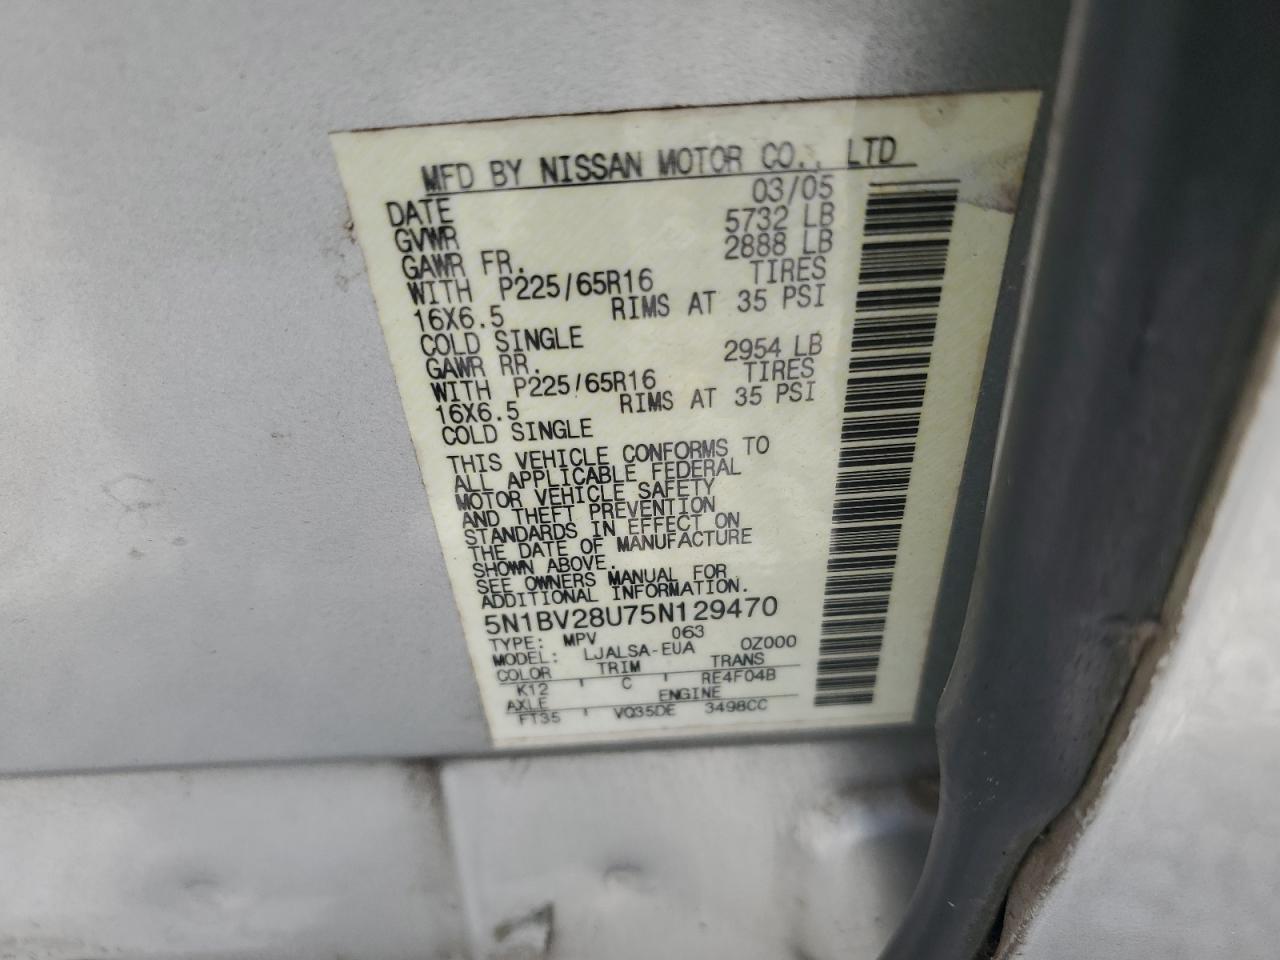 MFD BY NISSAN MOTOR CO., LTD
DATE 03/05
GVWR 5732 LB
GAWR FR. 2888 LB
WITH P225/65R16 TIRES
16X6.5 RIMS AT 35 PSI
COLD SINGLE
GAWR RR. 2954 LB
WITH P225/65R16 TIRES
16X6.5 RIMS AT 35 PSI
COLD SINGLE
THIS VEHICLE CONFORMS TO
ALL APPLICABLE FEDERAL
MOTOR VEHICLE SAFETY
AND THEFT PREVENTION
STANDARDS IN EFFECT ON
THE DATE OF MANUFACTURE
SHOWN ABOVE.
SEE OWNERS MANUAL FOR
ADDITIONAL INFORMATION.
5N1BV28U75N129470
TYPE: MPV 063
MODEL: LJALSA-EUA 0Z000
COLOR TRIM TRANS
K12 C RE4F04B
AXLE ENGINE
FT35 VQ35DE 3498CC